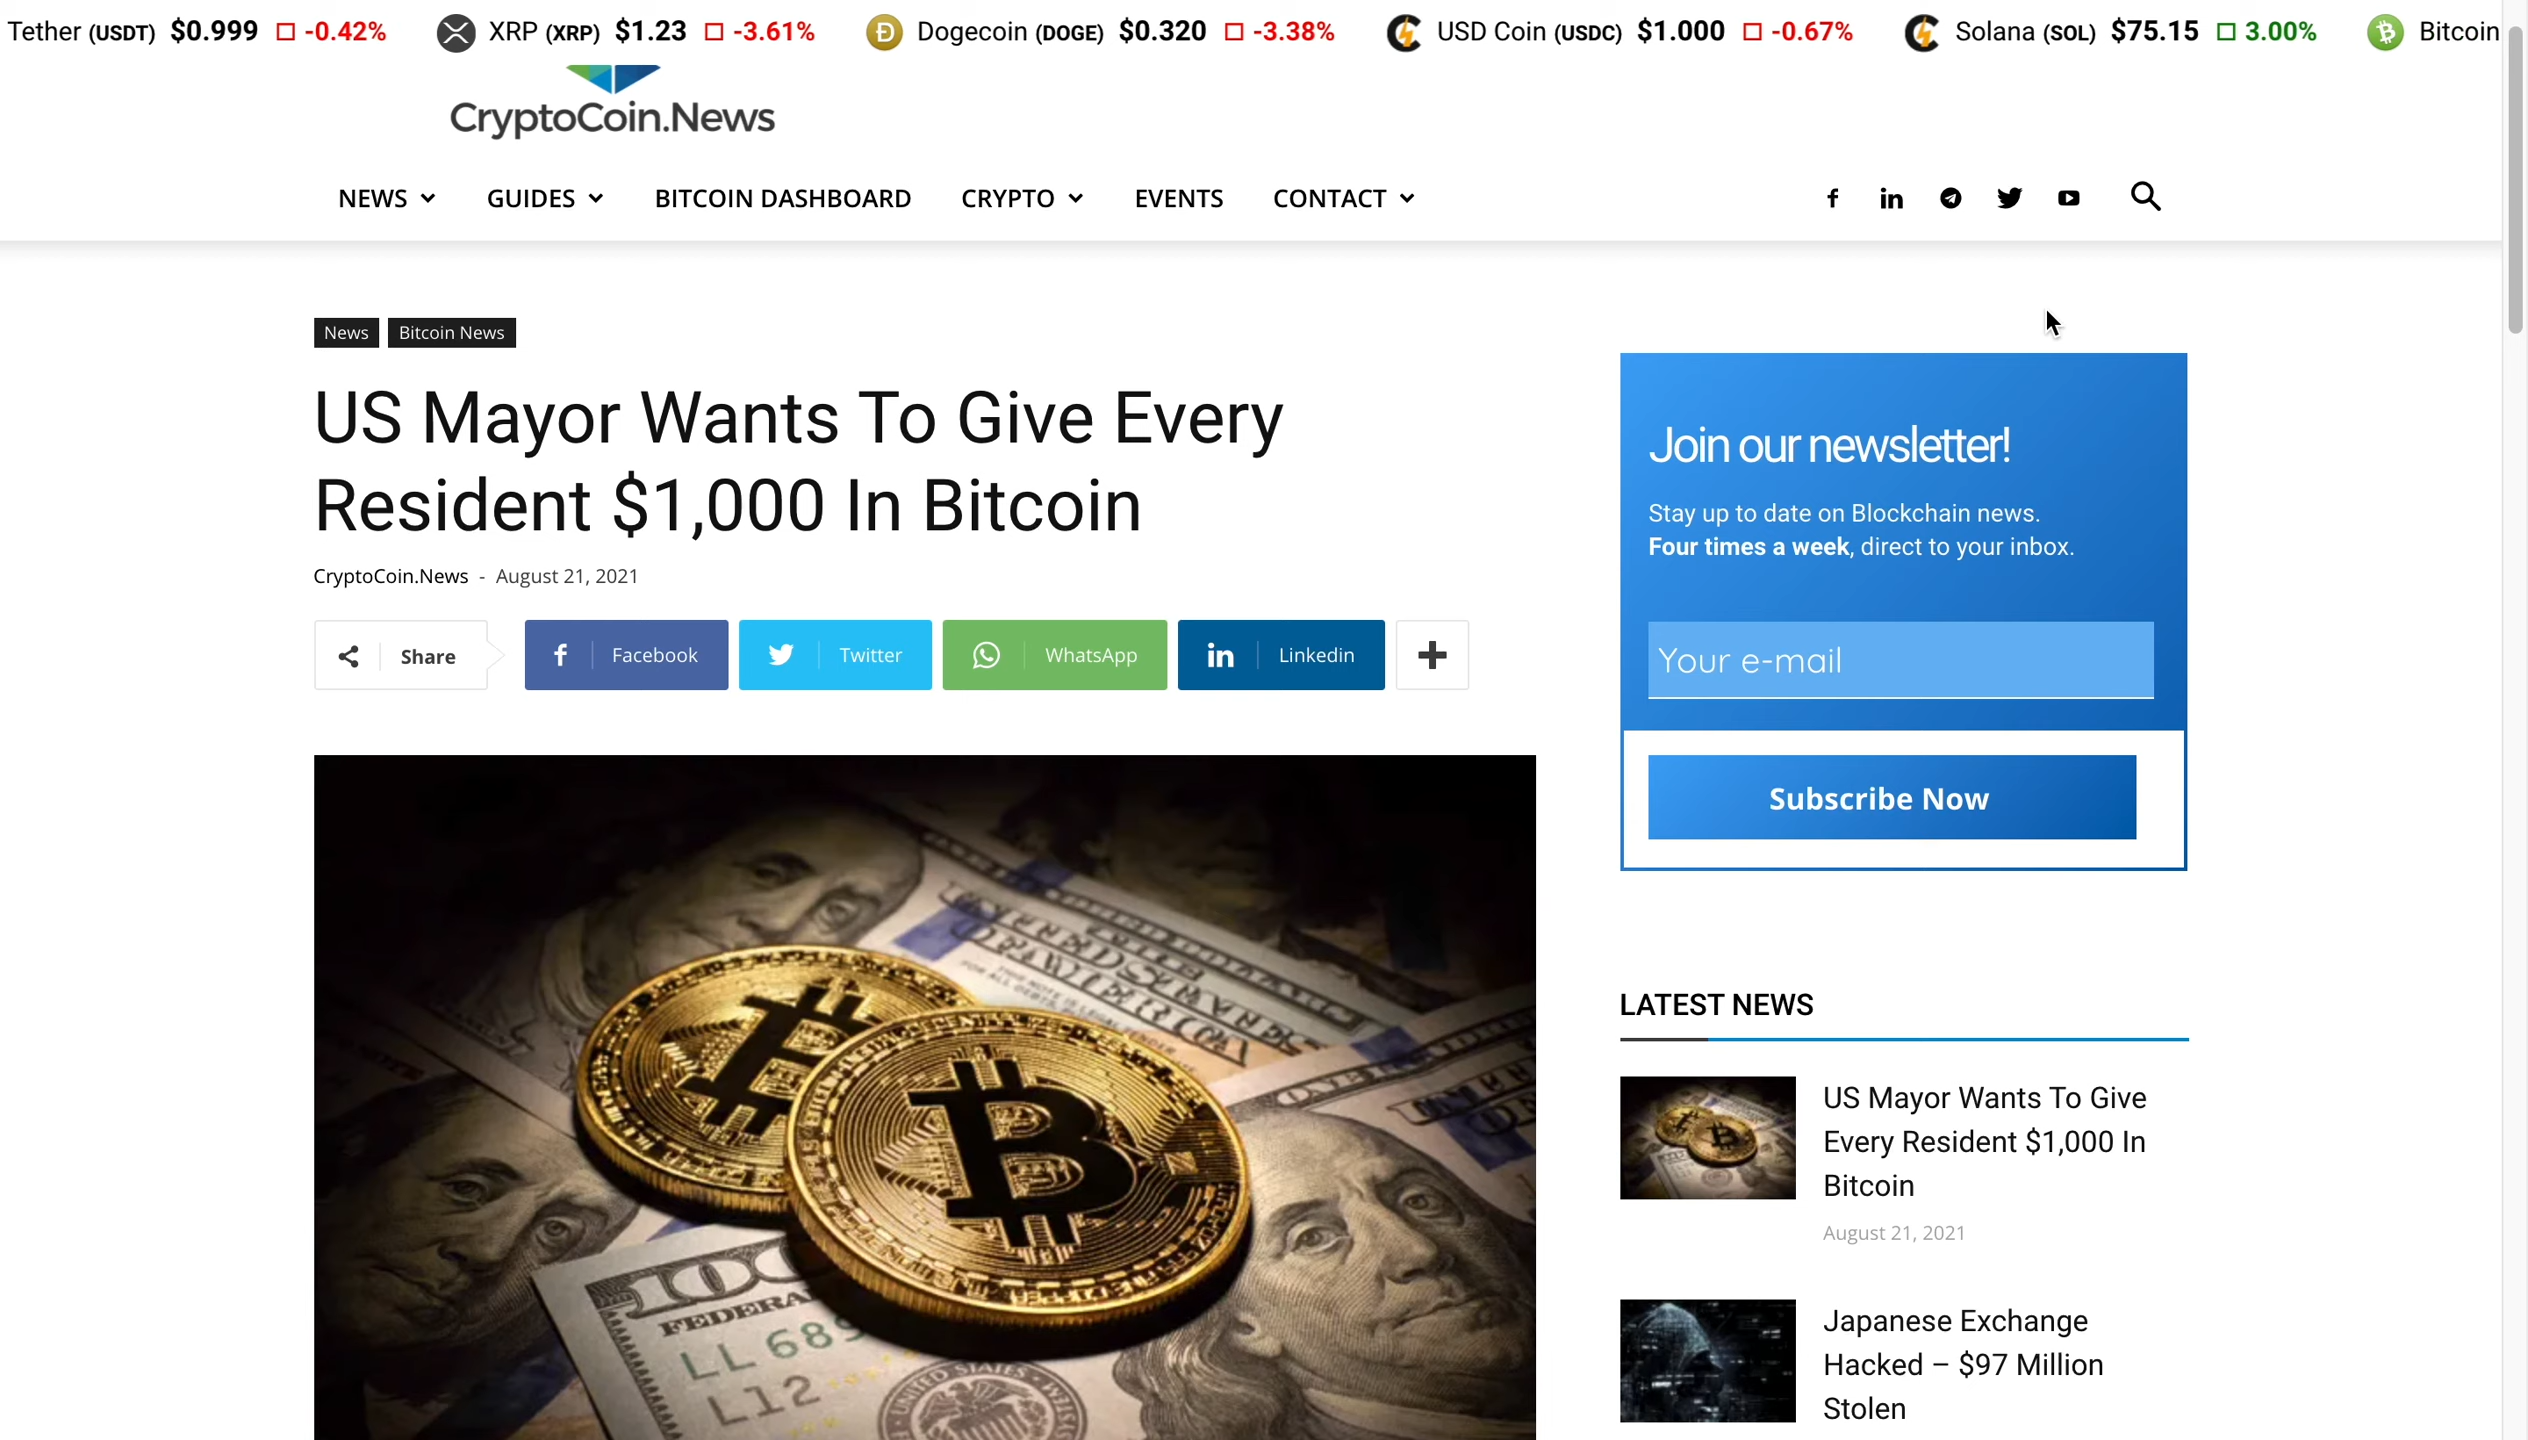 Tether (USDT) $0.999 -0.42% XRP (XRP) $1.23 -3.61% Dogecoin (DOGE) $0.320 -3.38% USD Coin (USDC) $1.000 -0.67% Solana (SOL) $75.15 3.00% Bitcoin
CryptoCoin.News
NEWS GUIDES BITCOIN DASHBOARD CRYPTO EVENTS CONTACT
News Bitcoin News
US Mayor Wants To Give Every
Resident $1,000 In Bitcoin
CryptoCoin.News - August 21, 2021
Share Facebook Twitter WhatsApp Linkedin
100
FEDERA
LL 689
L12
Join our newsletter!
Stay up to date on Blockchain news.
Four times a week, direct to your inbox.
Your e-mail
Subscribe Now
LATEST NEWS
US Mayor Wants To Give
Every Resident $1,000 In
Bitcoin
August 21, 2021
Japanese Exchange
Hacked – $97 Million
Stolen